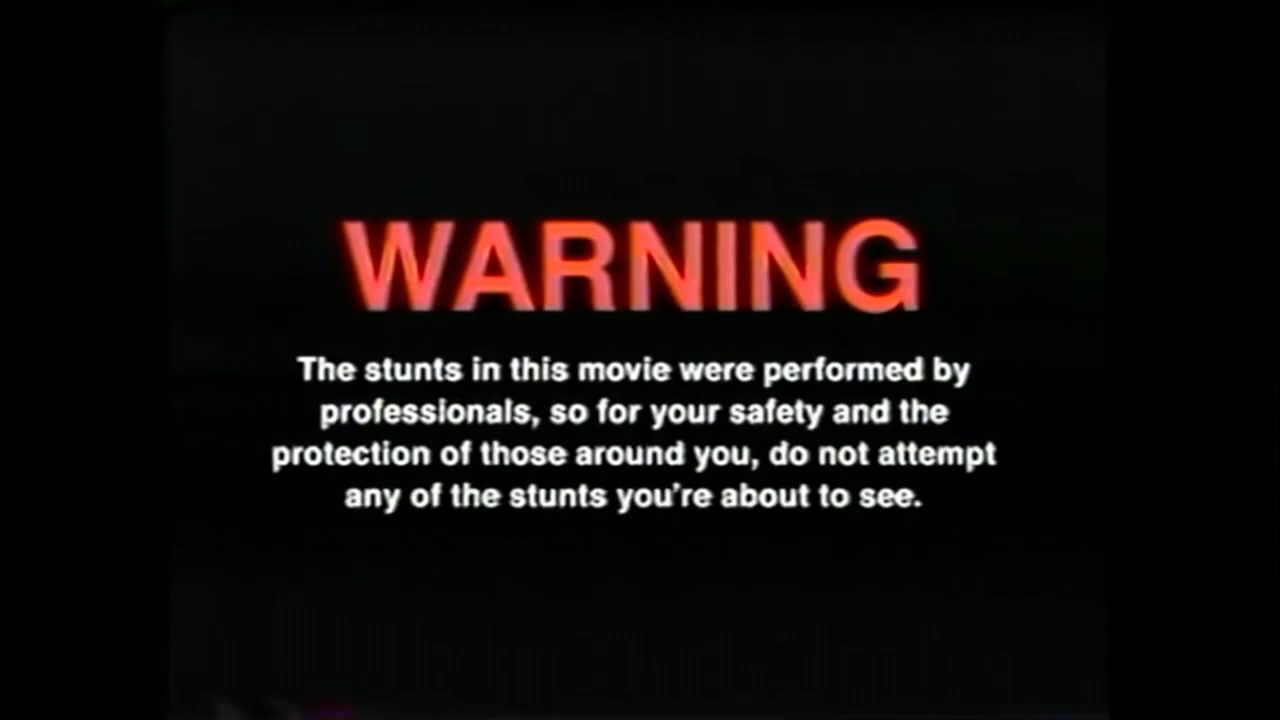 WARNING
The stunts in this movie were performed by
professionals, so for your safety and the
protection of those around you, do not attempt
any of the stunts you're about to see.